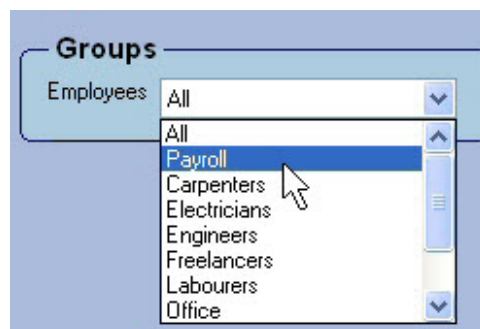 Groups
Employees All
All
Payroll
Carpenters
Electricians
Engineers
Freelancers
Labourers
Office